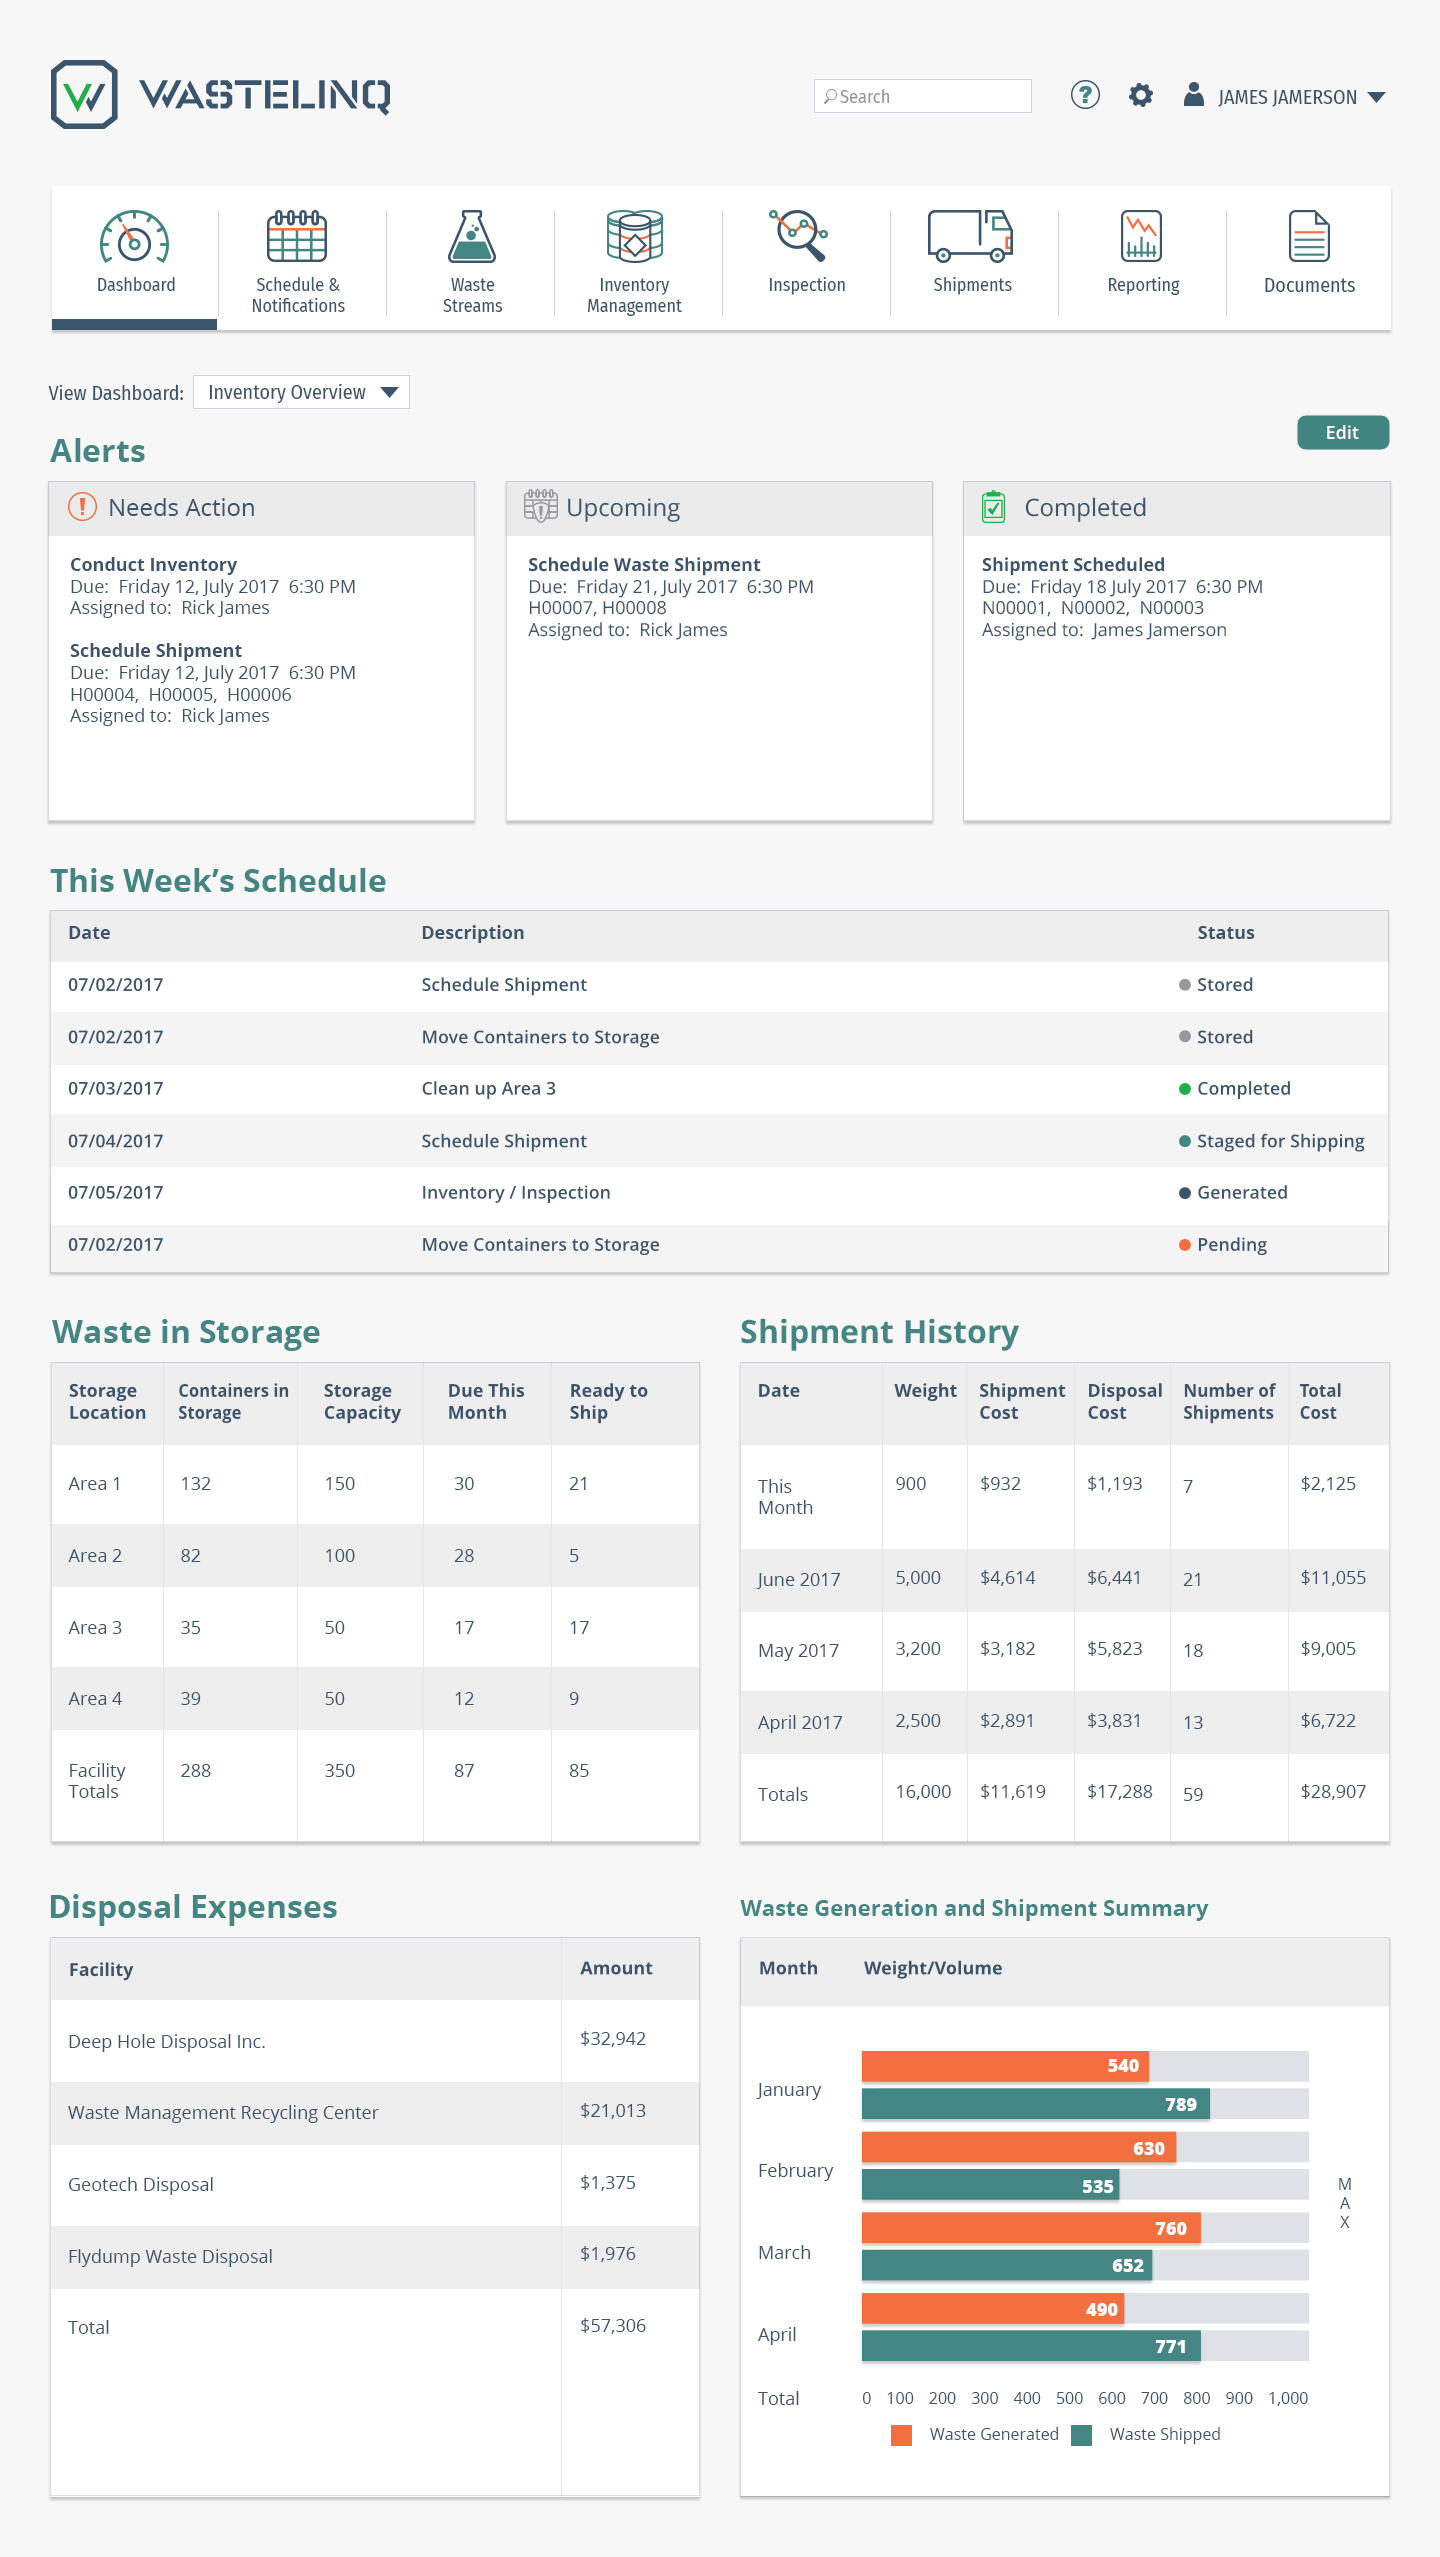 WASTELINQ
Search
?
JAMES JAMERSON
Dashboard
Schedule &
Notifications
Waste
Streams
Inventory
Management
Inspection
Shipments
Reporting
Documents
View Dashboard: Inventory Overview
Edit
Alerts
Needs Action
Conduct Inventory
Due: Friday 12, July 2017 6:30 PM
Assigned to: Rick James
Schedule Shipment
Due: Friday 12, July 2017 6:30 PM
H00004, H00005, H00006
Assigned to: Rick James
Upcoming
Schedule Waste Shipment
Due: Friday 21, July 2017 6:30 PM
H00007, H00008
Assigned to: Rick James
Completed
Shipment Scheduled
Due: Friday 18 July 2017 6:30 PM
N00001, N00002, N00003
Assigned to: James Jamerson
This Week’s Schedule
Date Description Status
07/02/2017 Schedule Shipment Stored
07/02/2017 Move Containers to Storage Stored
07/03/2017 Clean up Area 3 Completed
07/04/2017 Schedule Shipment Staged for Shipping
07/05/2017 Inventory / Inspection Generated
07/02/2017 Move Containers to Storage Pending
Waste in Storage
Storage Containers in Storage Due This Ready to
Location Storage Capacity Month Ship
Area 1 132 150 30 21
Area 2 82 100 28 5
Area 3 35 50 17 17
Area 4 39 50 12 9
Facility 288 350 87 85
Totals
Shipment History
Date Weight Shipment Disposal Number of Total
Cost Cost Shipments Cost
This 900 $932 $1,193 7 $2,125
Month
June 2017 5,000 $4,614 $6,441 21 $11,055
May 2017 3,200 $3,182 $5,823 18 $9,005
April 2017 2,500 $2,891 $3,831 13 $6,722
Totals 16,000 $11,619 $17,288 59 $28,907
Disposal Expenses
Facility Amount
Deep Hole Disposal Inc. $32,942
Waste Management Recycling Center $21,013
Geotech Disposal $1,375
Flydump Waste Disposal $1,976
Total $57,306
Waste Generation and Shipment Summary
Month Weight/Volume
540
January
789
630
February
535
760
March
652
490
April
771
M
A
X
Total 0 100 200 300 400 500 600 700 800 900 1,000
Waste Generated Waste Shipped